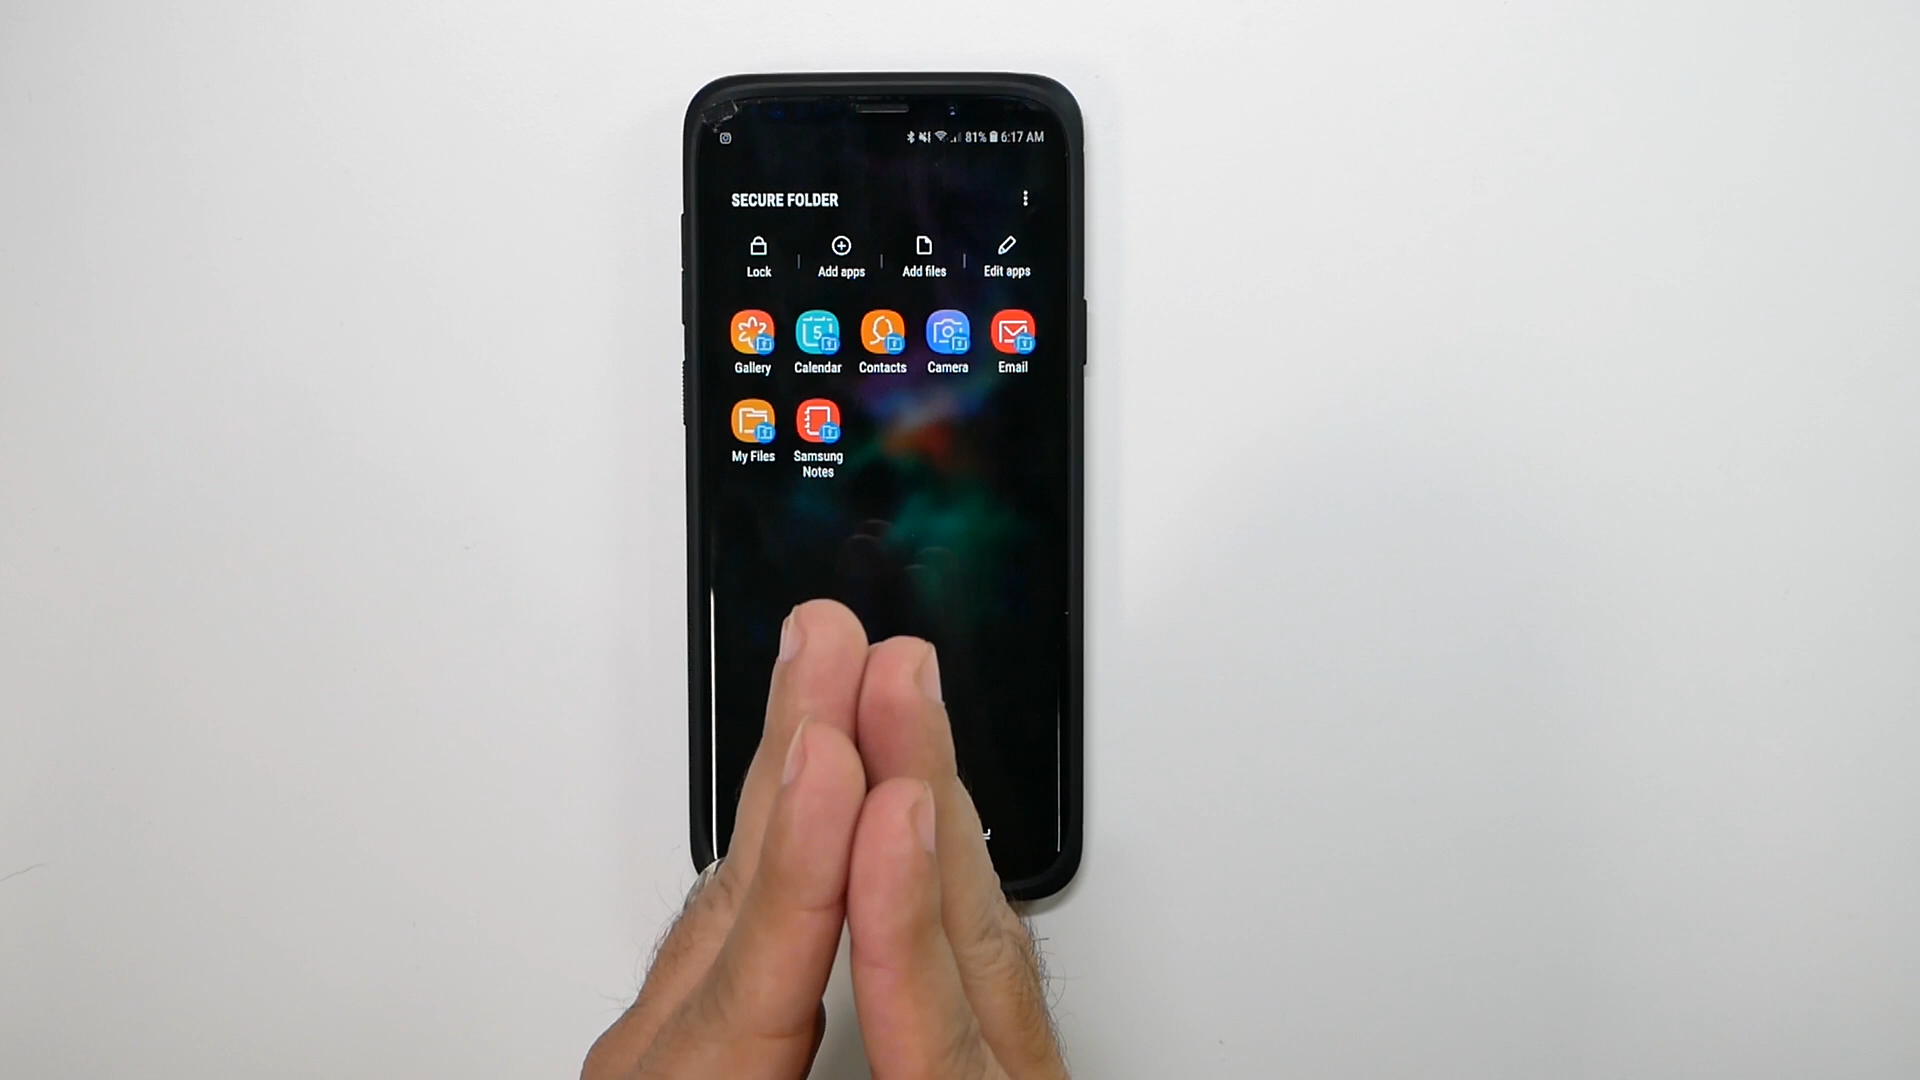 81% 6:17 AM
SECURE FOLDER
Lock Add apps Add files Edit apps
5
Gallery Calendar Contacts Camera Email
My Files Samsung
Notes